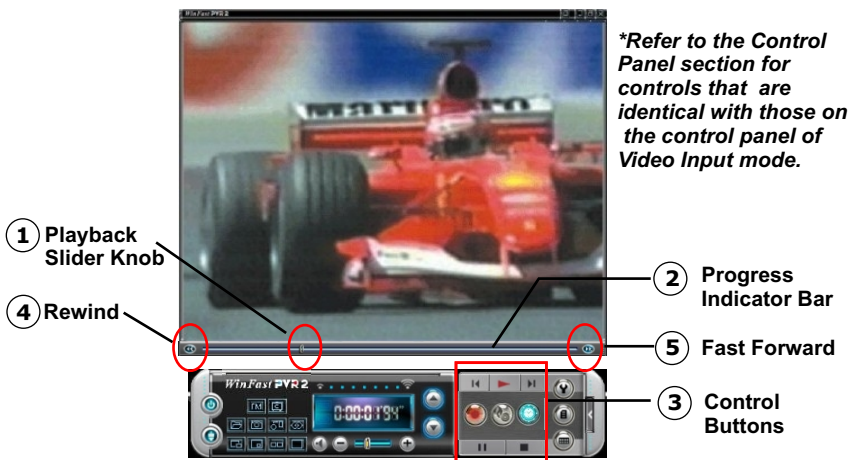 WinFast PVR 2
*Refer to the Control
Panel section for
controls that are
identical with those on
the control panel of
Video Input mode.
Marlboro
1 Playback
Slider Knob
2 Progress
Indicator Bar
4 Rewind
5 Fast Forward
WinFast PVR 2
0:00:01'94"
3 Control
Buttons